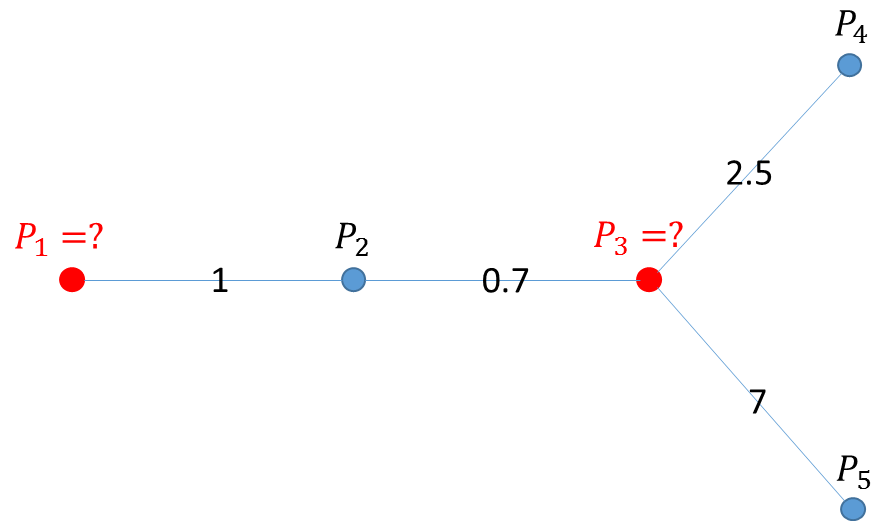 P₄
2.5
P₁ =?
P₂
P₃ =?
1
0.7
7
P₅